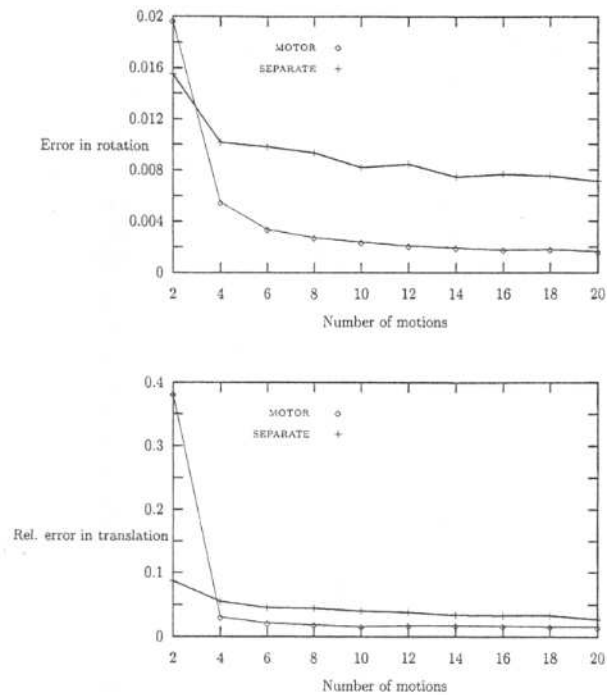 0.02
MOTOR
0.016
SEPARATE
0.012
Error in rotation
0.008
0.004
0
2 4 6 8 10 12 14 16 18 20
Number of motions
0.4
MOTOR
SEPARATE
0.3
0.2
Rel. error in translation
0.1
0
2 4 6 8 10 12 14 16 18 20
Number of motions